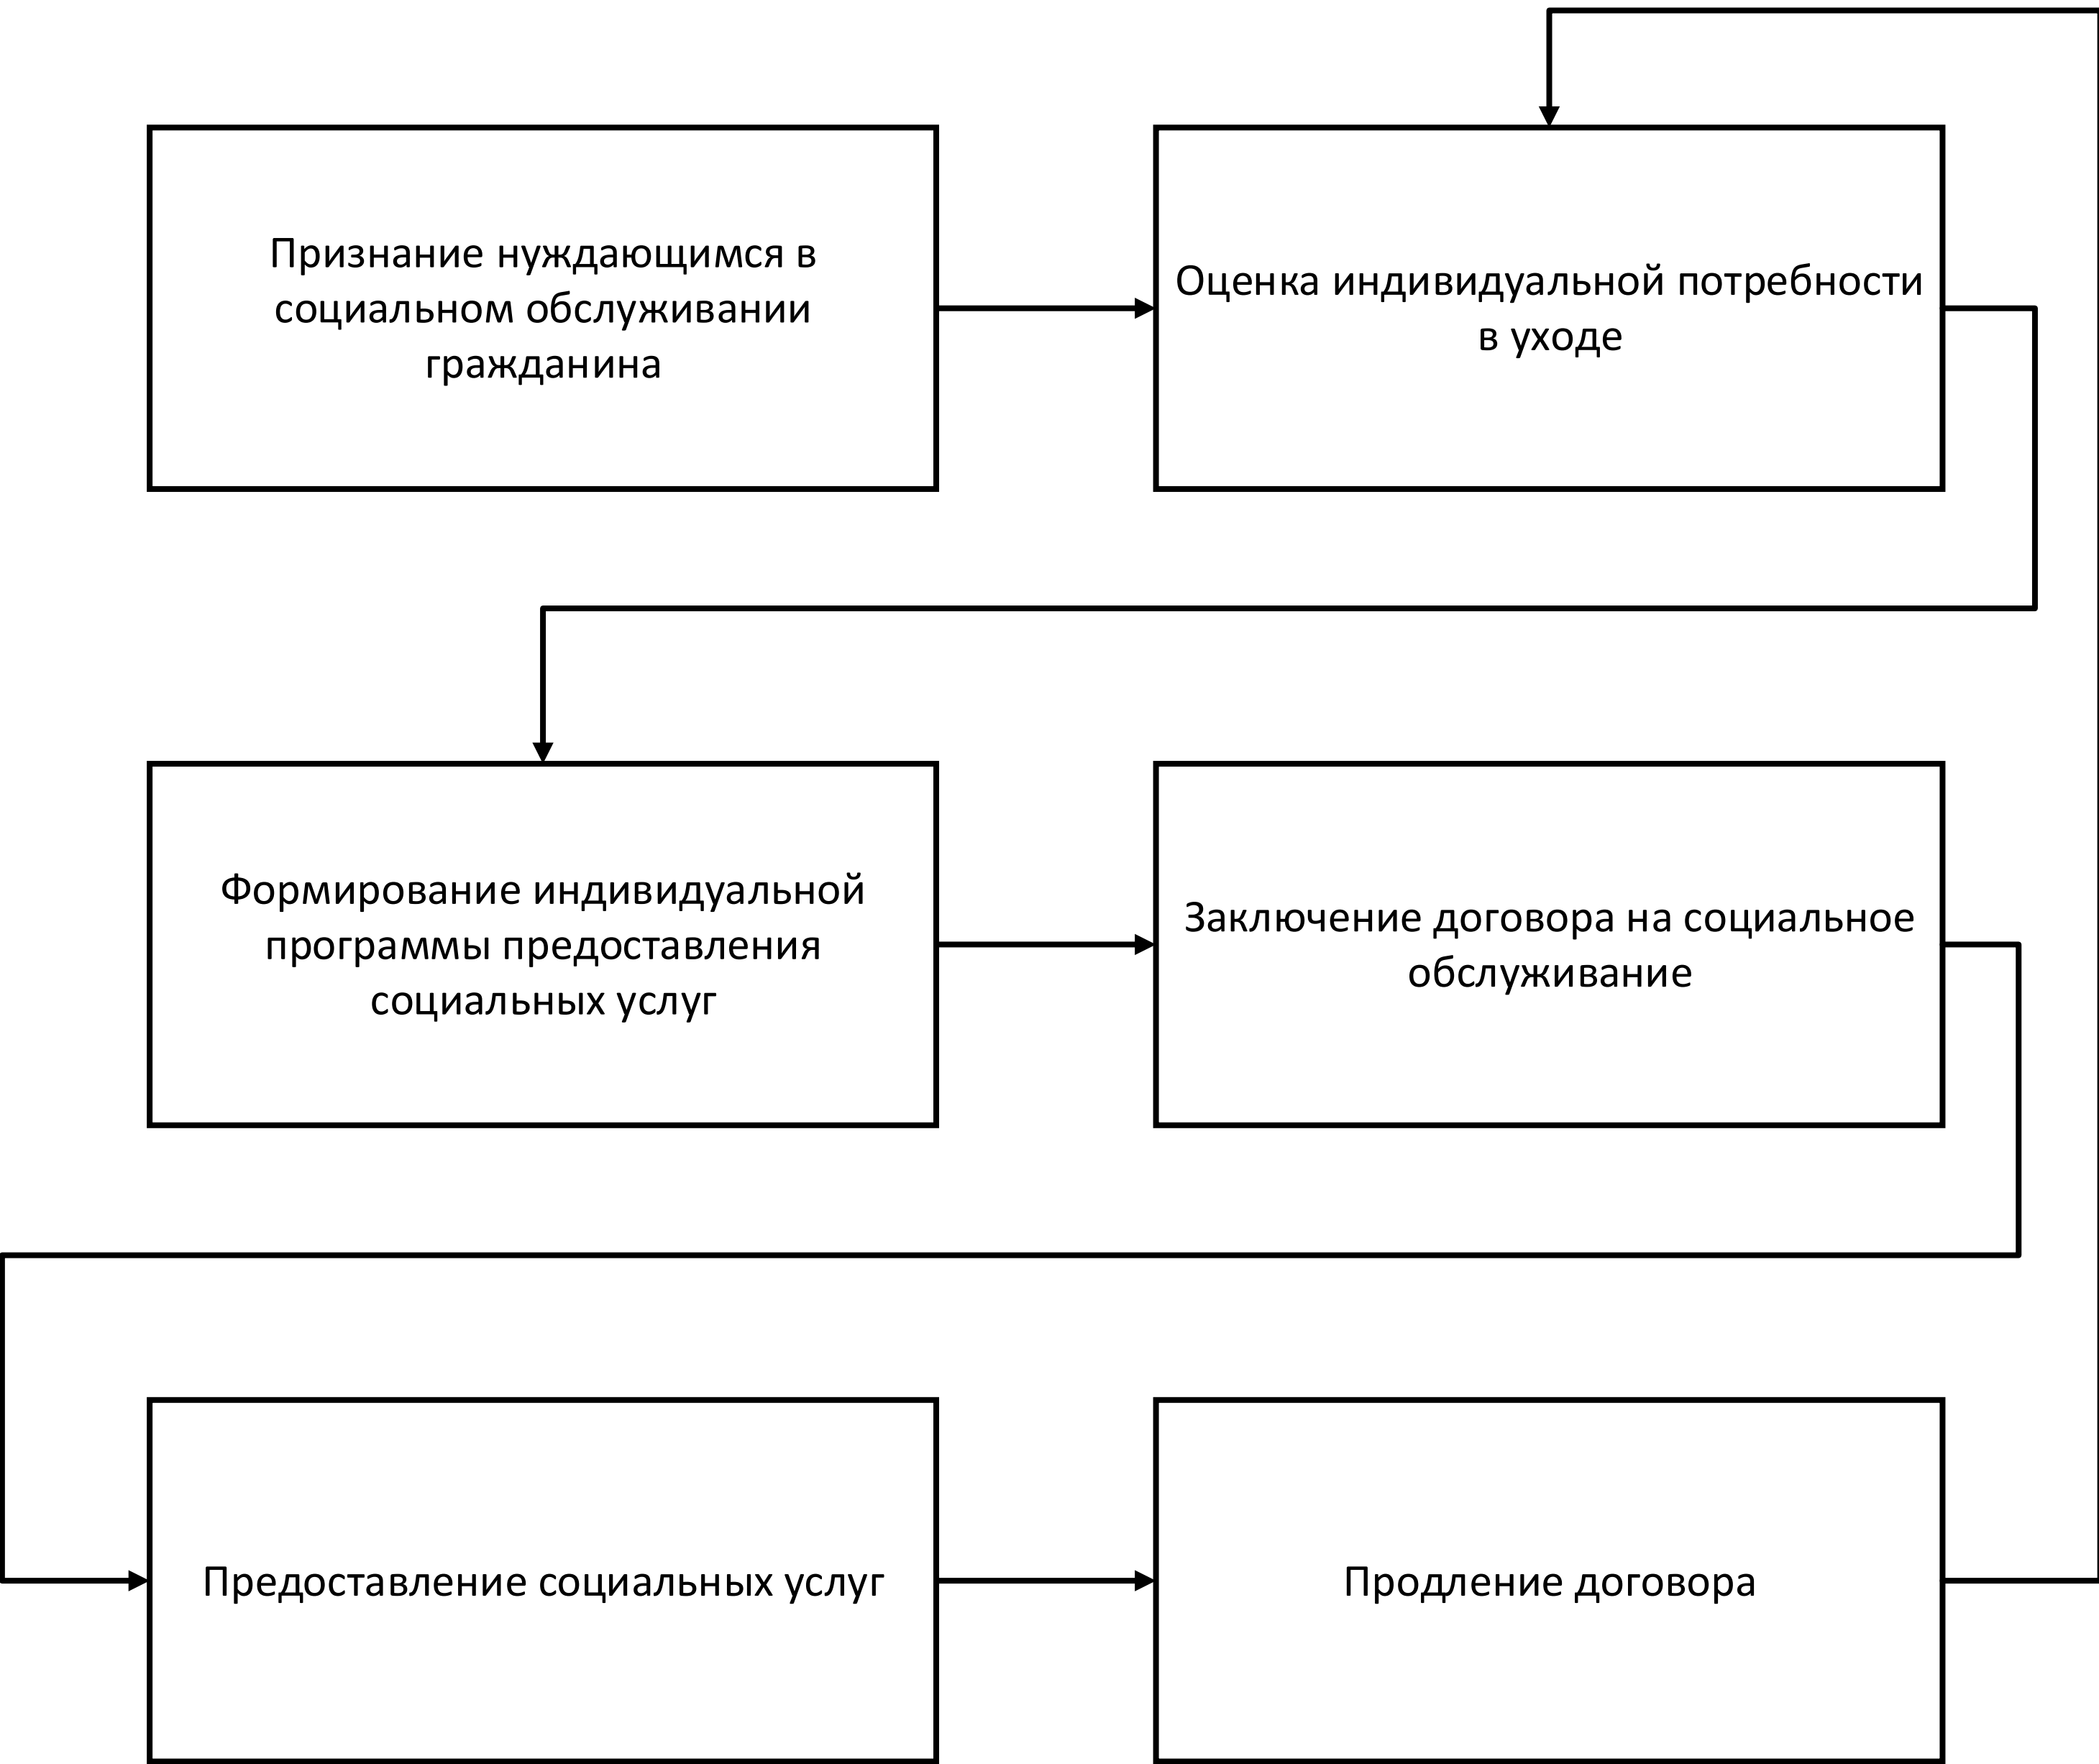 Признание нуждающимся в
социальном обслуживании
гражданина
Оценка индивидуальной потребности
в уходе
Формирование индивидуальной
программы предоставления
социальных услуг
Заключение договора на социальное
обслуживание
Предоставление социальных услуг
Продление договора